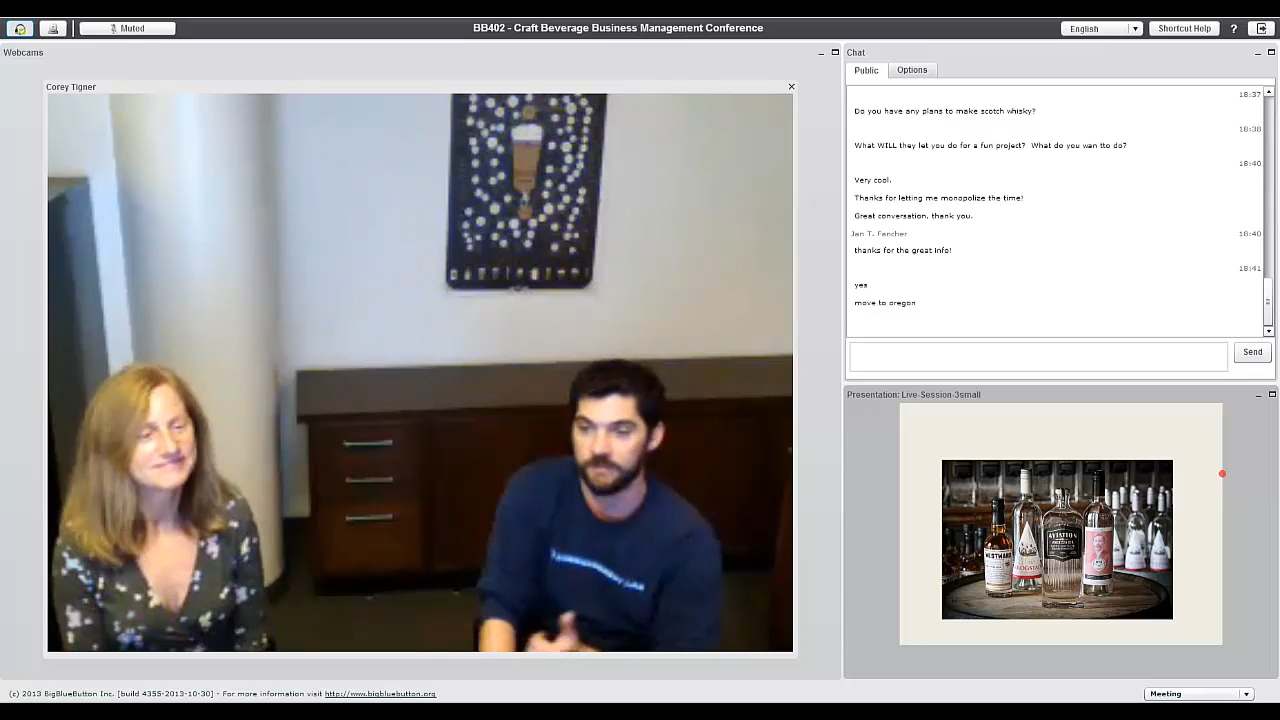 Muted
BB402 - Craft Beverage Business Management Conference
English
Shortcut Help
?
Webcams
Corey Tigner
Chat
Public
Options
18:37
Do you have any plans to make scotch whisky?
18:38
What WILL they let you do for a fun project? What do you wan tto do?
18:40
Very cool.
Thanks for letting me monopolize the time!
Great conversation, thank you.
Jan T. Fancher 18:40
thanks for the great info!
18:41
yes
move to oregon
Send
Presentation: Live-Session-3small
WESTWARD
AVIATION
(c) 2013 BigBlueButton Inc. [build 4355-2013-10-30] - For more information visit http://www.bigbluebutton.org
Meeting